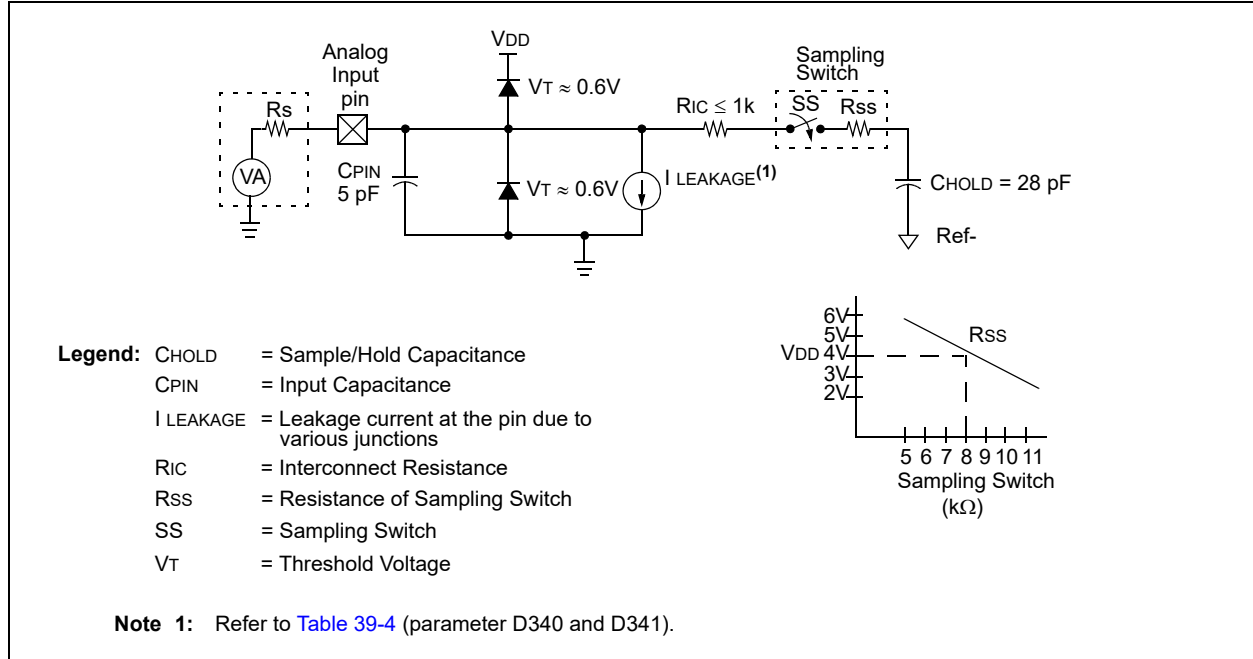 VDD
Analog
Input
pin
Sampling
Switch
VT ≈ 0.6V
Rs
RIC ≤ 1k
SS
Rss
VA
CPIN
5 pF
VT ≈ 0.6V
I LEAKAGE(1)
CHOLD = 28 pF
Ref-
6V
5V
VDD 4V
3V
2V
RSS
5 6 7 8 9 10 11
Sampling Switch
(kΩ)
Legend: CHOLD = Sample/Hold Capacitance
CPIN = Input Capacitance
I LEAKAGE = Leakage current at the pin due to
various junctions
RIC = Interconnect Resistance
RSS = Resistance of Sampling Switch
SS = Sampling Switch
VT = Threshold Voltage
Note 1: Refer to Table 39-4 (parameter D340 and D341).